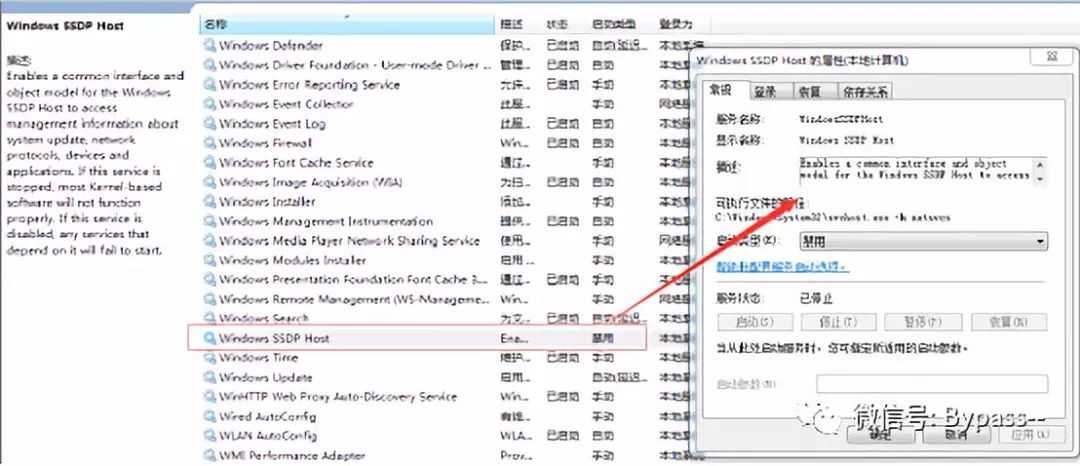 Windows SSDP Host
描述:
Enables a common interface and
object model for the Windows
SSDP Host to access
management information about
system update, network
protocols, devices and
applications. If this service is
stopped, most Kernel-based
software will not function
properly. If this service is
disabled, any services that
depend on it will fail to start.
名称 描述 状态 启动类型 登录为
Windows Defender 保护... 已启动 自动(延迟... 本地系统
Windows Driver Foundation - User-mode Driver ... 管理... 已启动 自动 本地系
Windows Error Reporting Service 允许... 已启动 手动 本地系
Windows Event Collector 此服... 手动 网络服
Windows Event Log 此服... 已启动 自动 本地服
Windows Firewall 已启动 自动 本地服
Windows Font Cache Service 通过... 手动 本地服
Windows Image Acquisition (WIA) 为扫... 已启动 自动 本地服
Windows Installer 添加... 手动 本地系
Windows Management Instrumentation 提供... 已启动 自动 本地系
Windows Media Player Network Sharing Service 使用... 手动 网络服
Windows Modules Installer 启用... 手动 本地系
Windows Presentation Foundation Font Cache 3... 通过... 已启动 手动 本地服
Windows Remote Management (WS-Manageme... Win... 手动 网络服
Windows Search 为文... 已启动 自动(延迟... 本地系
Windows SSDP Host Ena... 禁用 本地系
Windows Time 维护... 已启动 手动 本地服
Windows Update 启用... 自动(延迟... 本地系
WinHTTP Web Proxy Auto-Discovery Service Win... 已启动 手动 本地服
Wired AutoConfig 有线... 手动 本地系
WLAN AutoConfig WLA... 已启动 自动 本地系
WMI Performance Adapter Prov... 手动 本地系
Windows SSDP Host 的属性(本地计算机)
常规 登录 恢复 依存关系
服务名称: WindowsSSDPHost
显示名称: Windows SSDP Host
描述: Enables a common interface and object
model for the Windows SSDP Host to access
可执行文件的路径:
C:\Windows\System32\svchost.exe -k netsvcs
启动类型(E): 禁用
帮助我配置服务启动选项。
服务状态: 已停止
启动(S) 停止(T) 暂停(P) 恢复(R)
当从此处启动服务时，您可指定所适用的启动参数。
启动参数(M):
确定 取消 应用(A)
微信号: Bypass--